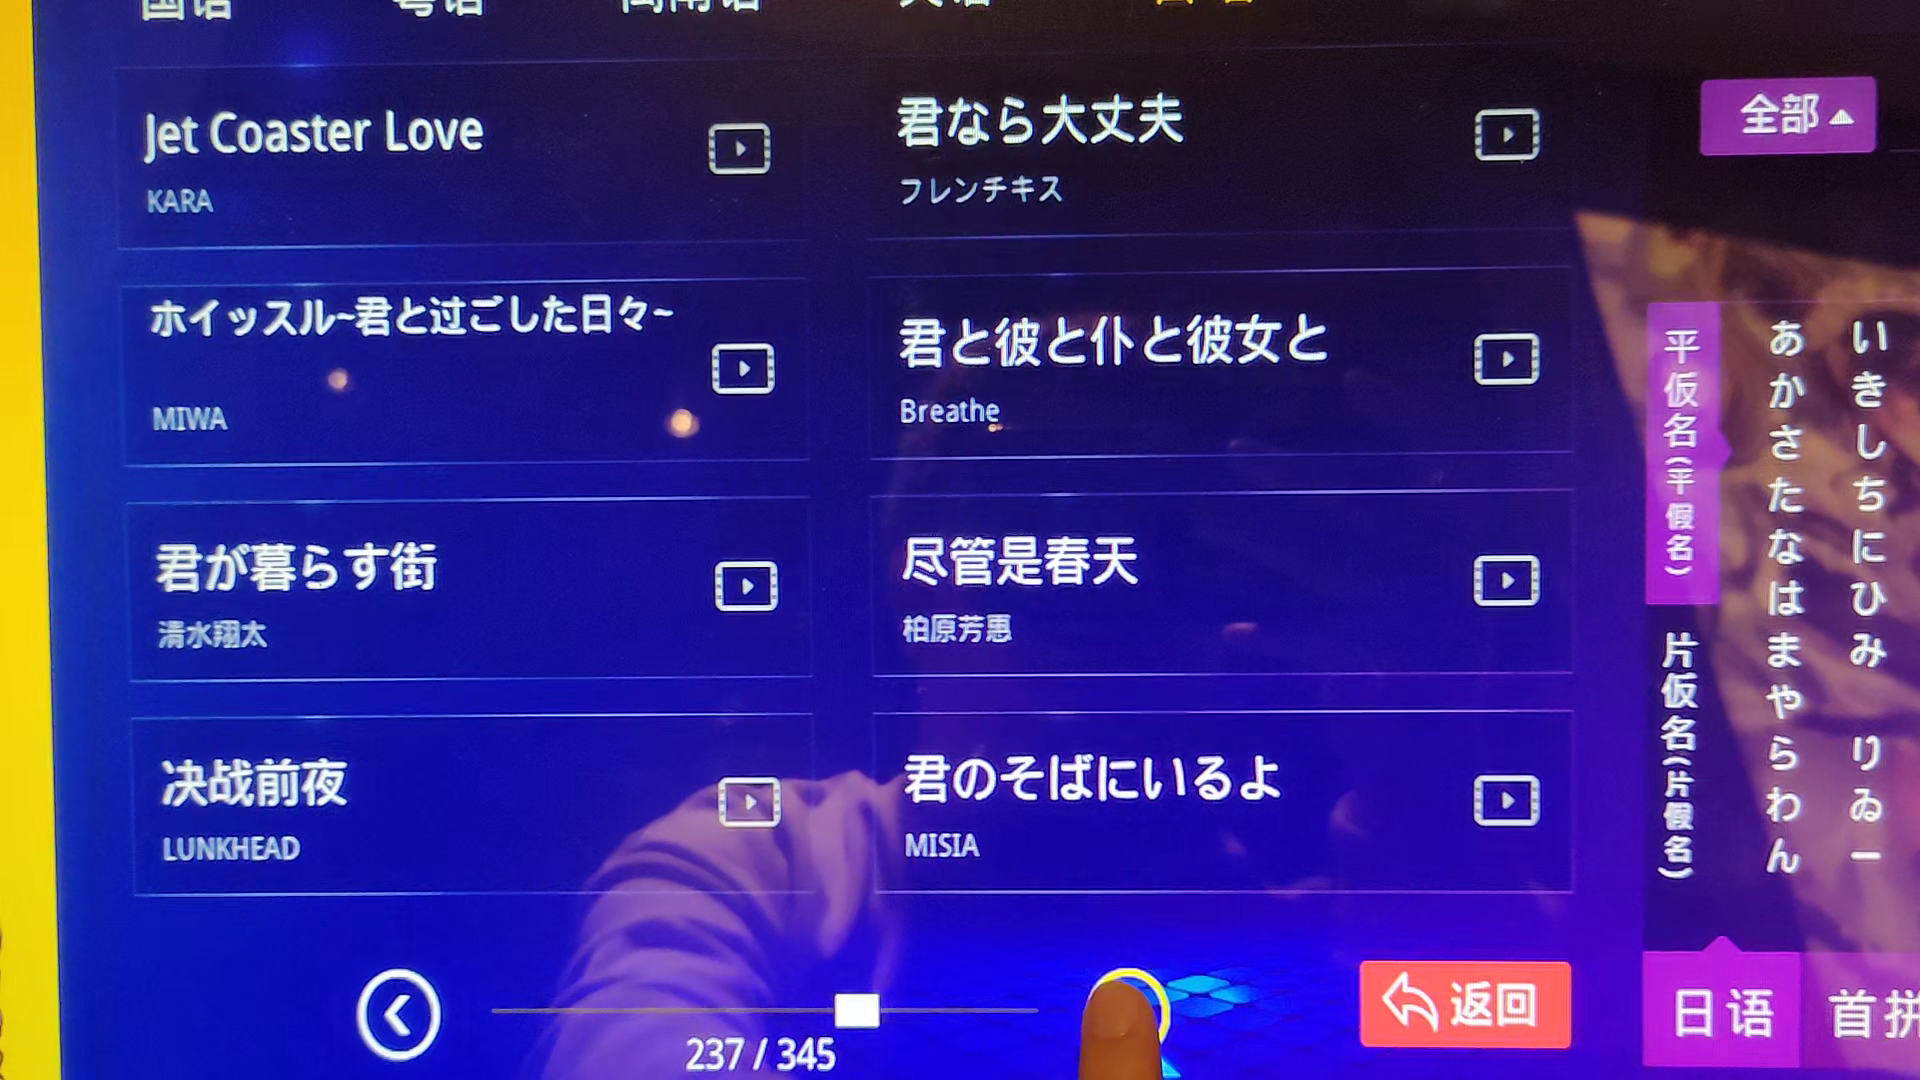 国语 粤语 闽南语 英语 日语
Jet Coaster Love
KARA
君なら大丈夫
フレンチキス
ホイッスル~君と过ごした日々~
MIWA
君と彼と仆と彼女と
Breathe
君が暮らす街
清水翔太
尽管是春天
柏原芳恵
决战前夜
LUNKHEAD
君のそばにいるよ
MISIA
237 / 345
返回
全部
平仮名(平假名)
片仮名(片假名)
あかさたなはまやらわん
いきしちにひみ りゐー
日语
首拼